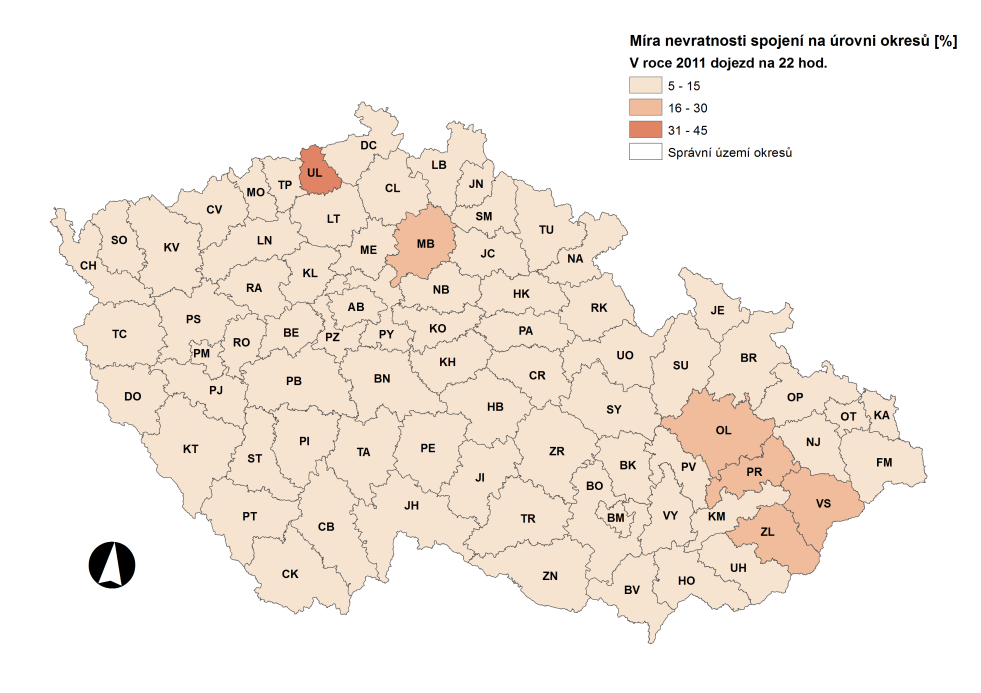 Míra nevratnosti spojení na úrovni okresů [%]
V roce 2011 dojezd na 22 hod.
5 - 15
16 - 30
31 - 45
Správní území okresů
DC
LB
UL
TP
MO
CL
JN
CV
LT
SM
TU
SO
KV
LN
ME
MB
JC
NA
CH
KL
RA
NB
HK
AB
RK
JE
PS
TC
RO
BE
PZ
PY
KO
PA
PM
UO
SU
BR
KH
CR
DO
PJ
PB
BN
HB
SY
OP
OT
KA
OL
NJ
KT
ST
PI
TA
PE
ZR
BK
PV
PR
FM
JI
BO
VS
PT
CB
JH
TR
BM
VY
KM
ZL
CK
ZN
BV
HO
UH